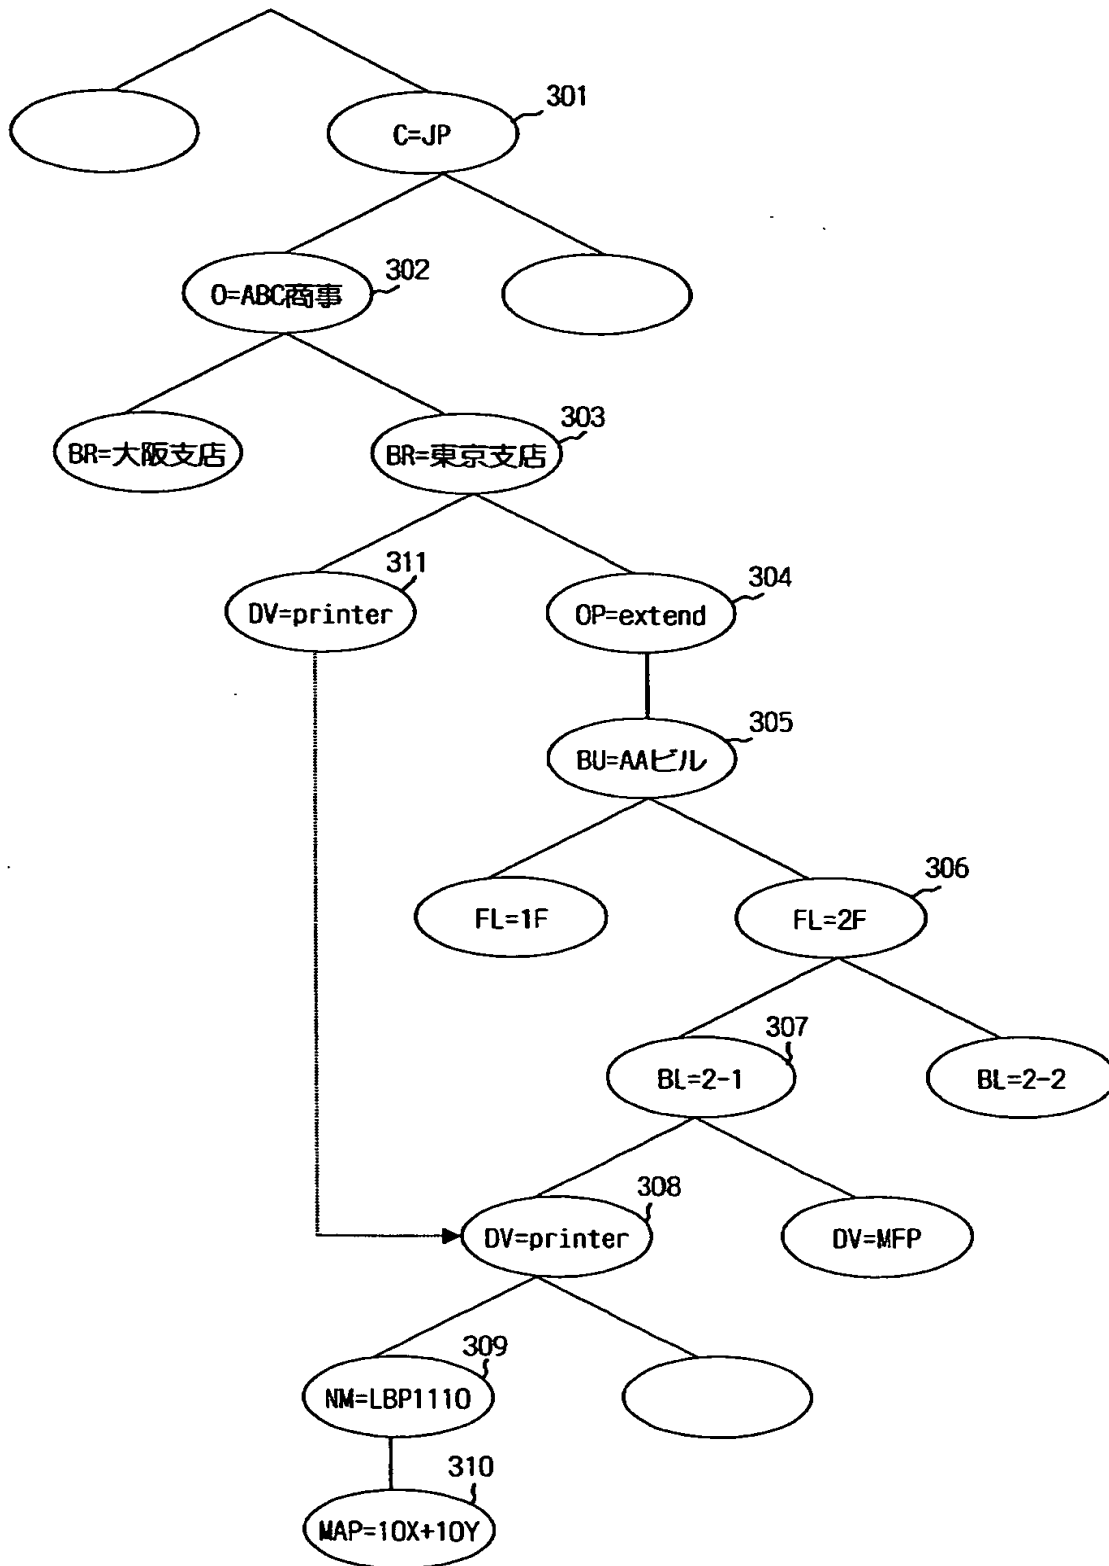 301
C=JP
302
O=ABC商事
303
BR=大阪支店
BR=東京支店
311
304
DV=printer
OP=extend
305
BU=AAビル
306
FL=1F
FL=2F
307
BL=2-1
BL=2-2
308
DV=printer
DV=MFP
309
NM=LBP1110
310
MAP=10X+10Y